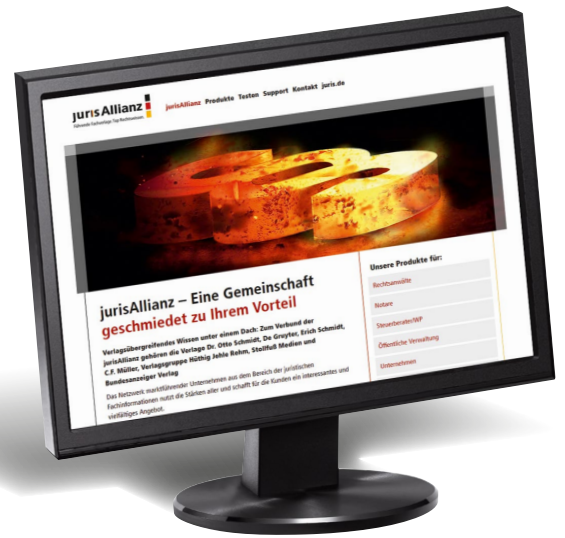 jurisAllianz
Führende Fachverlage. Top Rechtswissen.
jurisAllianz Produkte Testen Support Kontakt juris.de
jurisAllianz – Eine Gemeinschaft
geschmiedet zu Ihrem Vorteil
Verlagsübergreifendes Wissen unter einem Dach: Zum Verbund der
jurisAllianz gehören die Verlage Dr. Otto Schmidt, De Gruyter, Erich Schmidt,
C.F. Müller, Verlagsgruppe Hüthig Jehle Rehm, Stollfuß Medien und
Bundesanzeiger Verlag
Das Netzwerk marktführender Unternehmen aus dem Bereich der juristischen
Fachinformationen nutzt die Stärken aller und schafft für die Kunden ein interessantes und
vielfältiges Angebot.
Unsere Produkte für:
Rechtsanwälte
Notare
Steuerberater/WP
Öffentliche Verwaltung
Unternehmen